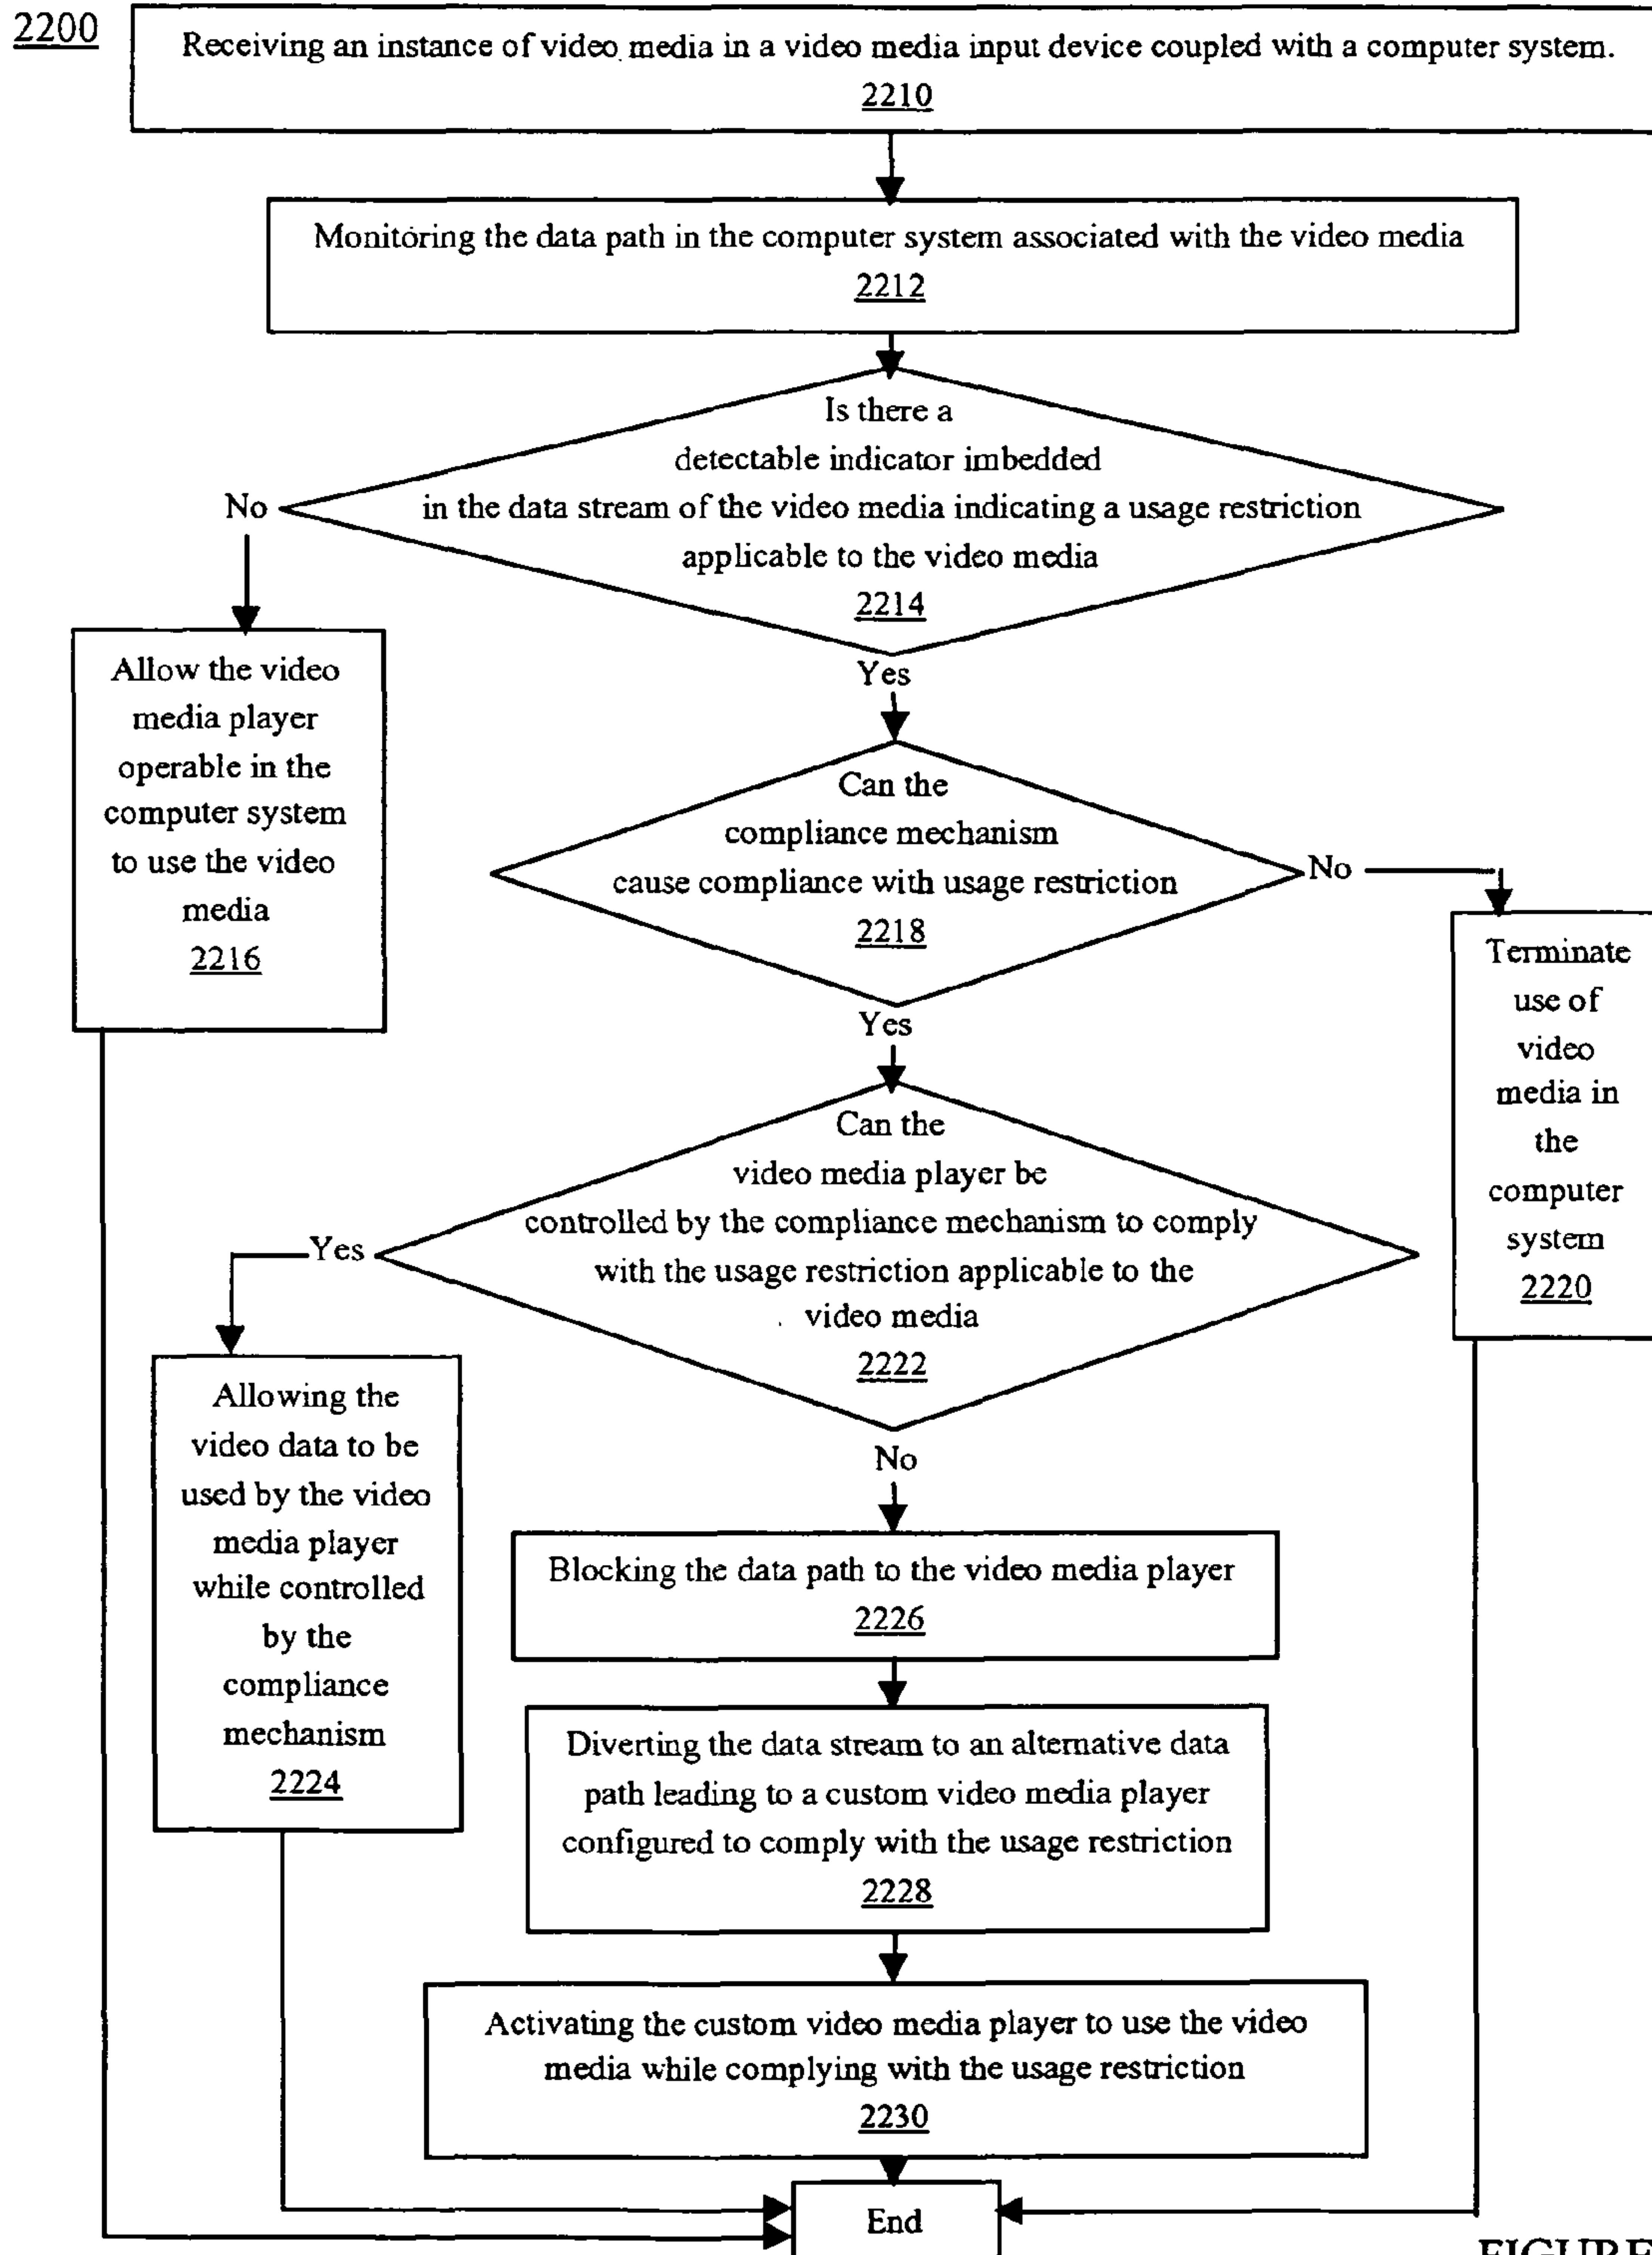 2200
Receiving an instance of video media in a video media input device coupled with a computer system.
2210
Monitoring the data path in the computer system associated with the video media
2212
Is there a
detectable indicator imbedded
in the data stream of the video media indicating a usage restriction
applicable to the video media
2214
No
Yes
Allow the video
media player
operable in the
computer system
to use the video
media
2216
Can the
compliance mechanism
cause compliance with usage restriction
2218
No
Yes
Terminate
use of
video
media in
the
computer
system
2220
Can the
video media player be
controlled by the compliance mechanism to comply
with the usage restriction applicable to the
video media
2222
Yes
No
Allowing the
video data to be
used by the video
media player
while controlled
by the
compliance
mechanism
2224
Blocking the data path to the video media player
2226
Diverting the data stream to an alternative data
path leading to a custom video media player
configured to comply with the usage restriction
2228
Activating the custom video media player to use the video
media while complying with the usage restriction
2230
End
FIGURE